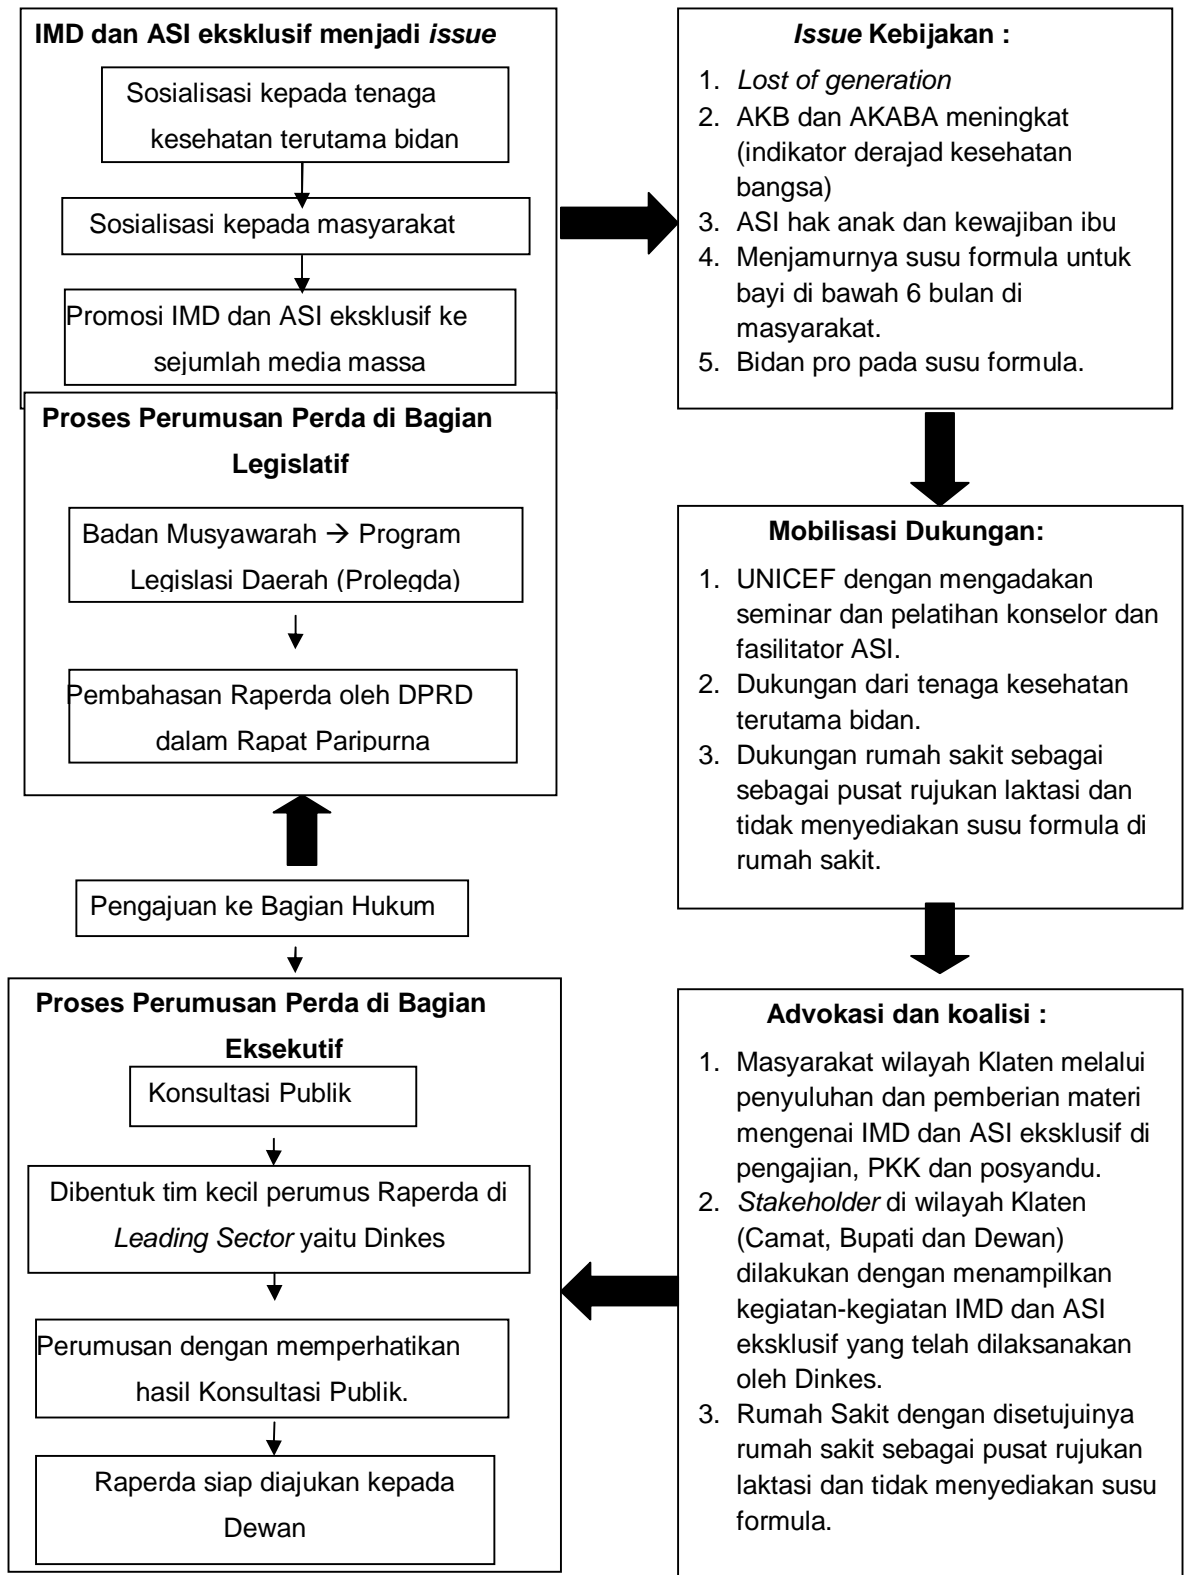 IMD dan ASI eksklusif menjadi issue
Sosialisasi kepada tenaga
kesehatan terutama bidan
Sosialisasi kepada masyarakat
Promosi IMD dan ASI eksklusif ke
sejumlah media massa
Issue Kebijakan :
1. Lost of generation
2. AKB dan AKABA meningkat
(indikator derajad kesehatan
bangsa)
3. ASI hak anak dan kewajiban ibu
4. Menjamurnya susu formula untuk
bayi di bawah 6 bulan di
masyarakat.
5. Bidan pro pada susu formula.
Mobilisasi Dukungan:
1. UNICEF dengan mengadakan
seminar dan pelatihan konselor dan
fasilitator ASI.
2. Dukungan dari tenaga kesehatan
terutama bidan.
3. Dukungan rumah sakit sebagai
sebagai pusat rujukan laktasi dan
tidak menyediakan susu formula di
rumah sakit.
Advokasi dan koalisi :
1. Masyarakat wilayah Klaten melalui
penyuluhan dan pemberian materi
mengenai IMD dan ASI eksklusif di
pengajian, PKK dan posyandu.
2. Stakeholder di wilayah Klaten
(Camat, Bupati dan Dewan)
dilakukan dengan menampilkan
kegiatan-kegiatan IMD dan ASI
eksklusif yang telah dilaksanakan
oleh Dinkes.
3. Rumah Sakit dengan disetujuinya
rumah sakit sebagai pusat rujukan
laktasi dan tidak menyediakan susu
formula.
Proses Perumusan Perda di Bagian
Eksekutif
Konsultasi Publik
Dibentuk tim kecil perumus Raperda di
Leading Sector yaitu Dinkes
Perumusan dengan memperhatikan
hasil Konsultasi Publik.
Raperda siap diajukan kepada
Dewan
Pengajuan ke Bagian Hukum
Proses Perumusan Perda di Bagian
Legislatif
Badan Musyawarah → Program
Legislasi Daerah (Prolegda)
Pembahasan Raperda oleh DPRD
dalam Rapat Paripurna